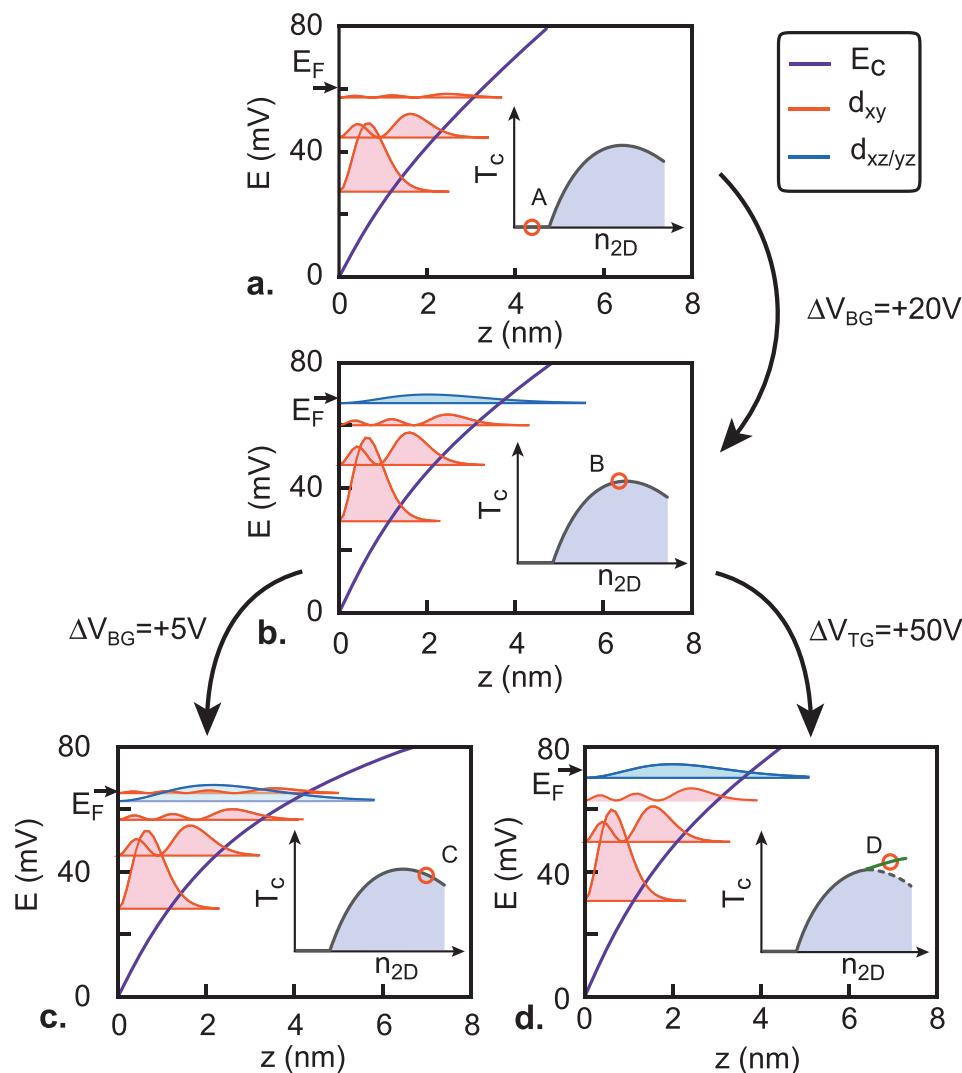 80
E_F
E (mV)
40
0
T_c
A
n_2D
0 2 4 6 8
a.
z (nm)
E_C
d_xy
d_xz/yz
ΔV_BG=+20V
80
E_F
E (mV)
40
0
T_c
B
n_2D
0 2 4 6 8
b.
z (nm)
ΔV_BG=+5V
ΔV_TG=+50V
80
E_F
E (mV)
40
0
T_c
C
n_2D
0 2 4 6 8
c.
z (nm)
80
E_F
E (mV)
40
0
T_c
D
n_2D
0 2 4 6 8
d.
z (nm)